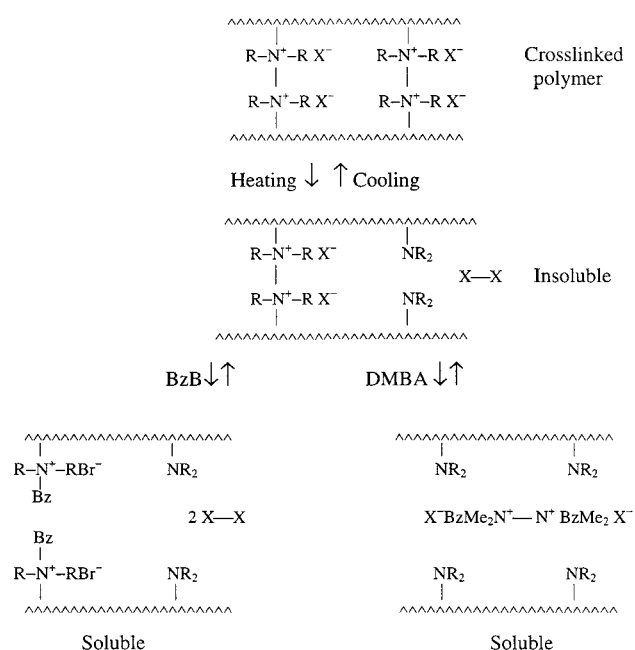 R–N⁺–R X⁻ R–N⁺–R X⁻ Crosslinked
R–N⁺–R X⁻ R–N⁺–R X⁻ polymer
Heating ↓ ↑ Cooling
R–N⁺–R X⁻ NR₂
X—X Insoluble
R–N⁺–R X⁻ NR₂
BzB ↓↑ DMBA ↓↑
R–N⁺–RBr⁻ NR₂ NR₂ NR₂
Bz
2 X—X X⁻BzMe₂N⁺— N⁺ BzMe₂ X⁻
Bz
R–N⁺–RBr⁻ NR₂ NR₂ NR₂
Soluble Soluble